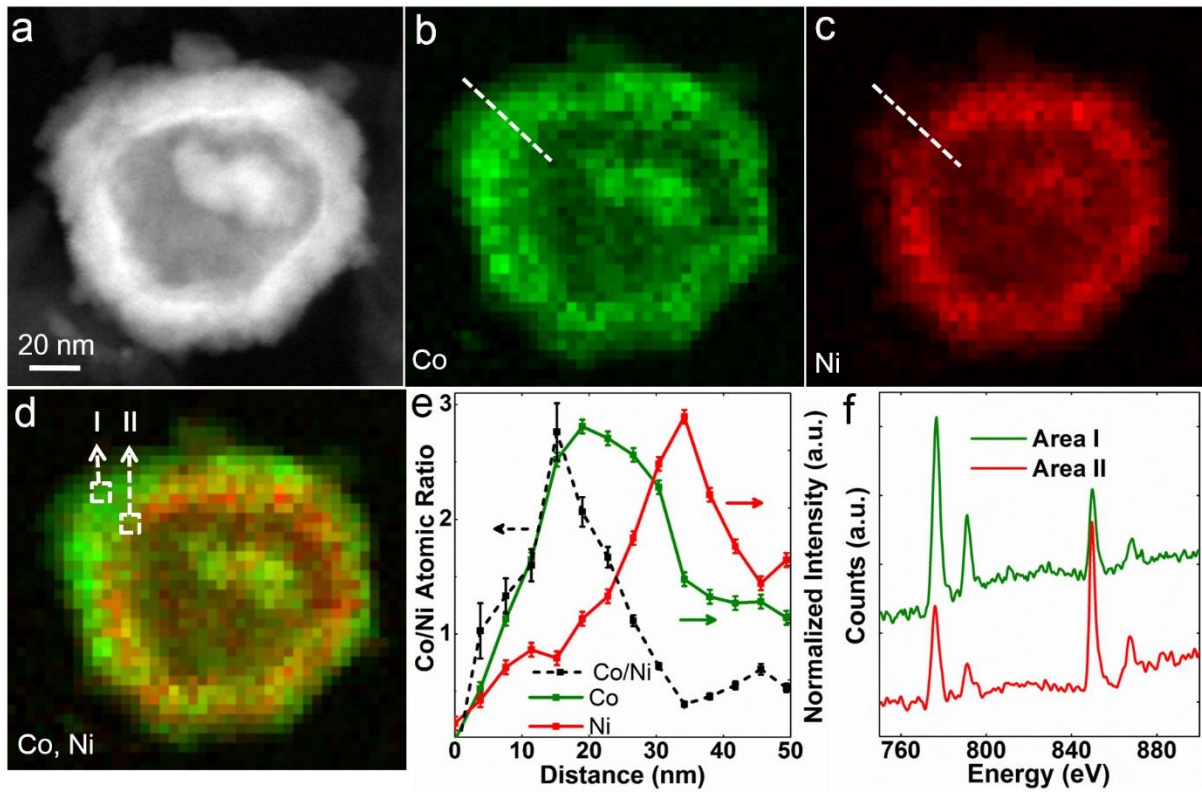 a
20 nm
b
Co
c
Ni
d
I II
Co, Ni
e
3
2
1
Co/Ni Atomic Ratio
Co/Ni
Co
Ni
0 10 20 30 40 50
Distance (nm)
Normalized Intensity (a.u.)
f
Area I
Area II
Counts (a.u.)
760 800 840 880
Energy (eV)